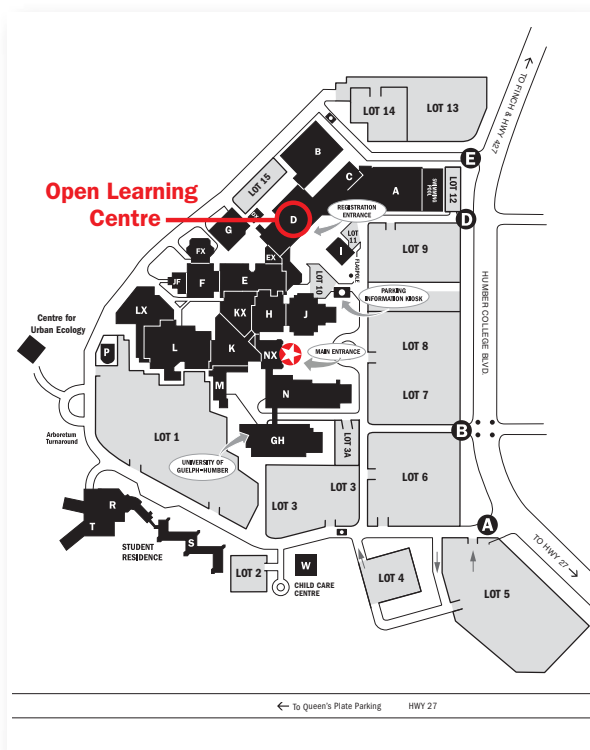 TO FINCH & HWY 427
LOT 14
LOT 13
E
B
C
A
SWIMMING
POOL
LOT 12
LOT 15
Open Learning
Centre
D
REGISTRATION
ENTRANCE
D
G
LOT
11
I
FLAGPOLE
LOT 9
FX
EX
JF
F
E
LOT 10
PARKING
INFORMATION KIOSK
HUMBER COLLEGE BLVD.
LX
KX
H
J
Centre for
Urban Ecology
P
L
K
NX
MAIN ENTRANCE
LOT 8
M
N
LOT 7
Arboretum
Turnaround
LOT 1
GH
LOT 3A
B
UNIVERSITY OF
GUELPH–HUMBER
LOT 6
LOT 3
LOT 3
R
T
A
STUDENT
RESIDENCE
S
TO HWY 27
LOT 2
W
CHILD CARE
CENTRE
LOT 4
LOT 5
To Queen's Plate Parking
HWY 27